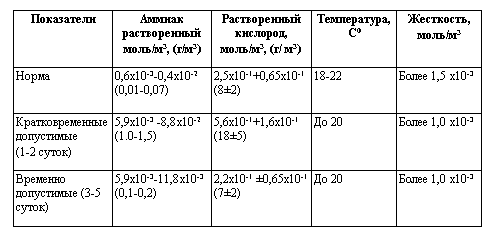 Показатели
Аммиак
растворенный
моль/м³, (г/м³)
Растворенный
кислород,
моль/м³, (г/ м³)
Температура,
Cº
Жесткость,
моль/м³
Норма
0,6х10⁻³-0,4х10⁻²
(0,01-0,07)
2,5х10⁻¹+0,65х10⁻¹
(8±2)
18-22
Более 1,5 х10⁻³
Кратковременные
допустимые
(1-2 суток)
5,9х10⁻³ -8,8х10⁻²
(1.0-1,5)
5,6х10⁻¹+1,6х10⁻¹
(18±5)
До 20
Более 1,0 х10⁻³
Временно
допустимые (3-5
суток)
5,9х10⁻³-11,8х10⁻³
(0,1-0,2)
2,2х10⁻¹ ±0,65х10⁻¹
(7±2)
До 20
Более 1,0 х10⁻³